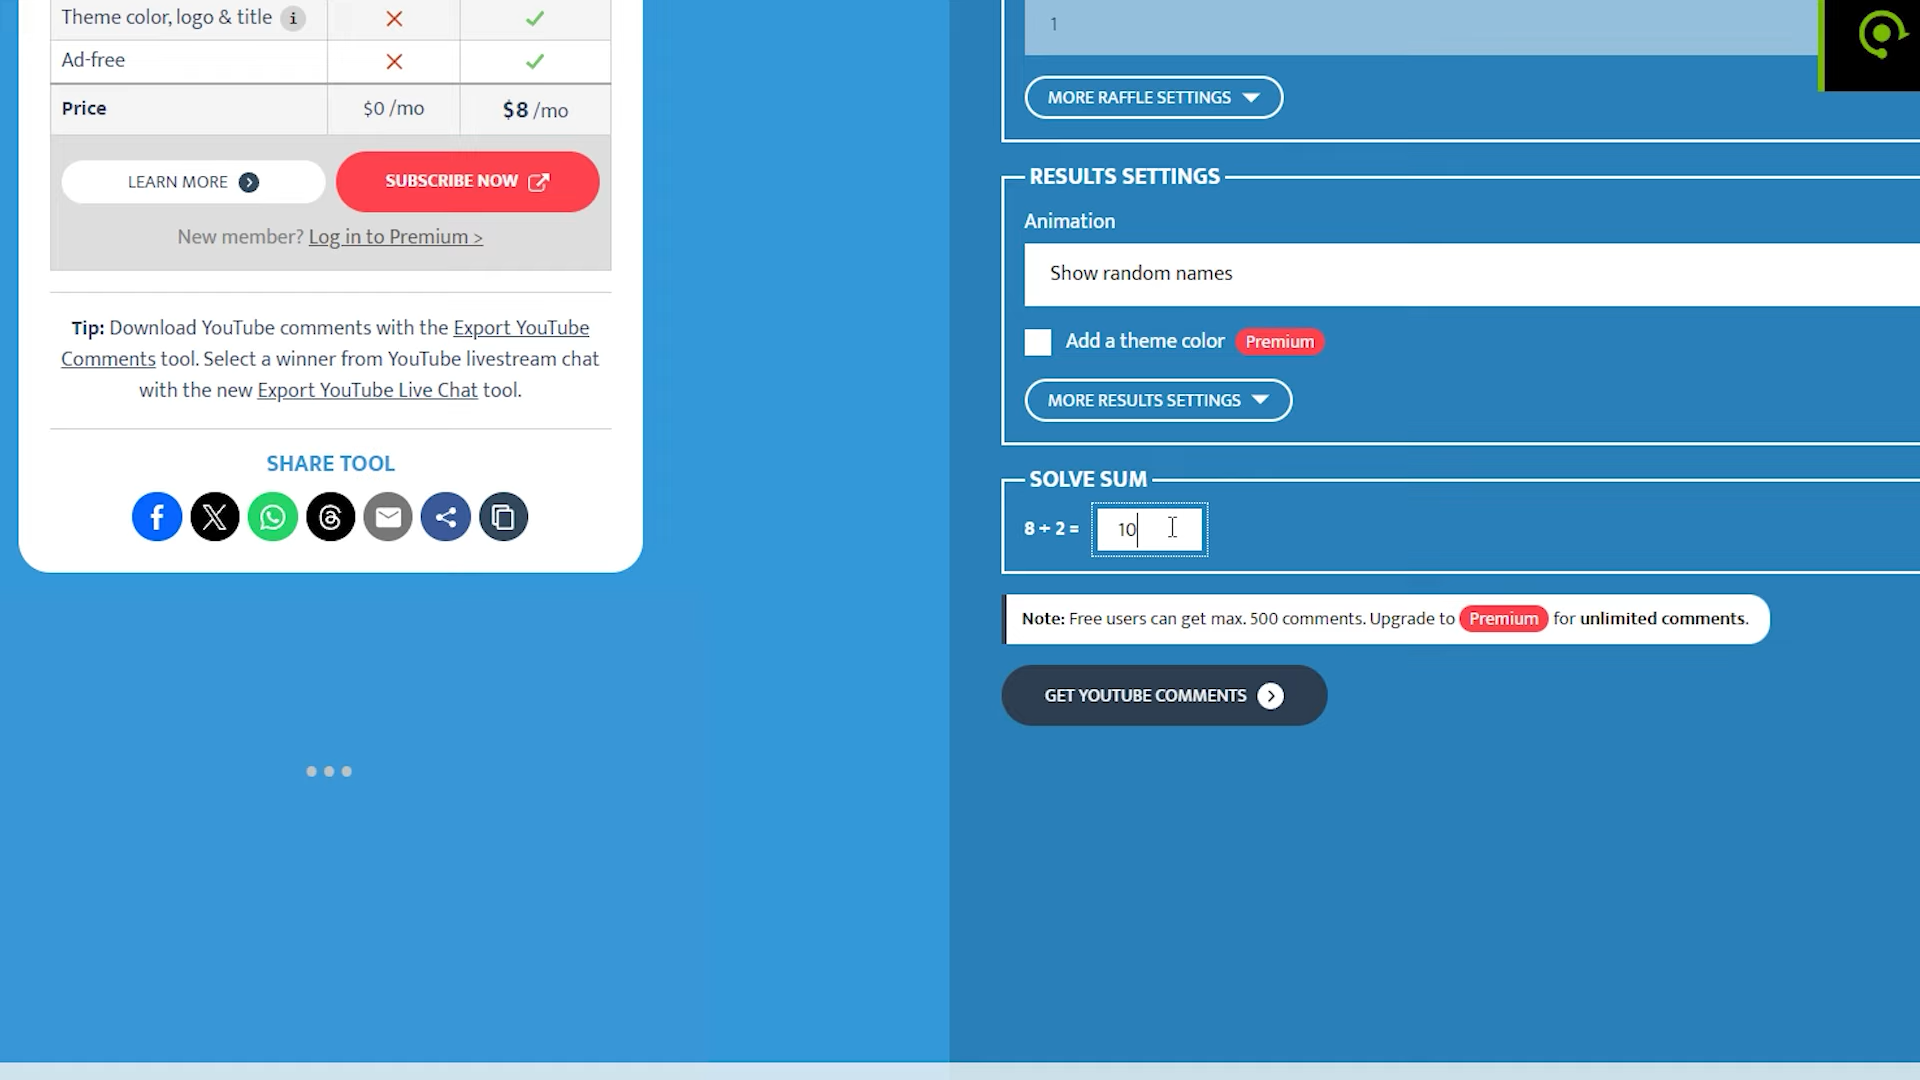 Theme color, logo & title i
Ad-free
Price $0 /mo $8 /mo
LEARN MORE
SUBSCRIBE NOW
New member? Log in to Premium >
Tip: Download YouTube comments with the Export YouTube
Comments tool. Select a winner from YouTube livestream chat
with the new Export YouTube Live Chat tool.
SHARE TOOL
1
MORE RAFFLE SETTINGS
RESULTS SETTINGS
Animation
Show random names
Add a theme color Premium
MORE RESULTS SETTINGS
SOLVE SUM
8 + 2 = 10
Note: Free users can get max. 500 comments. Upgrade to Premium for unlimited comments.
GET YOUTUBE COMMENTS